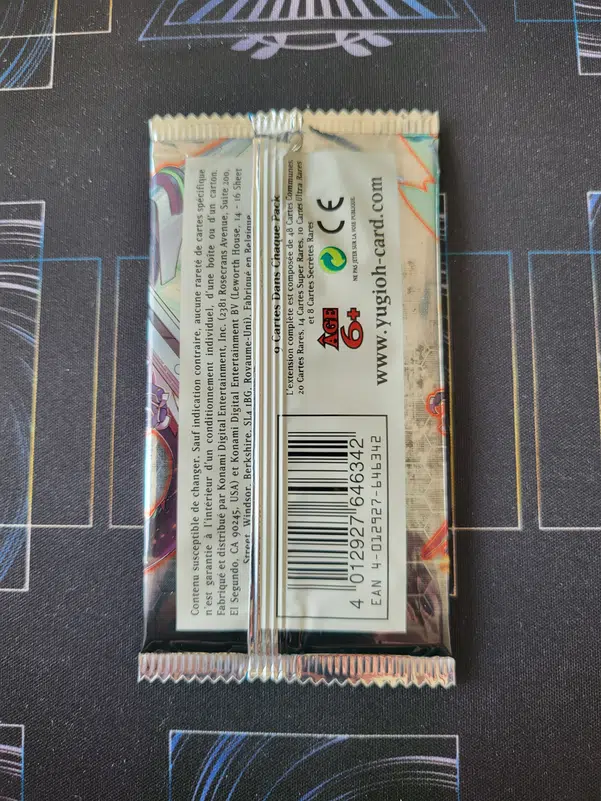 Contenu susceptible de changer. Sauf indication contraire, aucune rareté de cartes spécifique
n'est garantie à l'intérieur d'un conditionnement individuel, d'une boîte ou d'un carton.
Fabriqué et distribué par Konami Digital Entertainment, Inc. (2381 Rosecrans Avenue, Suite 200,
El Segundo, CA 90245, USA) et Konami Digital Entertainment BV (Leworth House, 14 - 16 Sheet
Street, Windsor, Berkshire, SL4 1BG, Royaume-Uni). Fabriqué en Belgique.
9 Cartes Dans Chaque Pack
L'extension complète est composée de 48 Cartes Communes
20 Cartes Rares, 14 Cartes Super Rares, 10 Cartes Ultra Rares
et 8 Cartes Secrètes Rares
AGE
6+
CE
NE PAS JETER SUR LA VOIE PUBLIQUE
www.yugioh-card.com
4 012927 646342
EAN 4-012927-646342